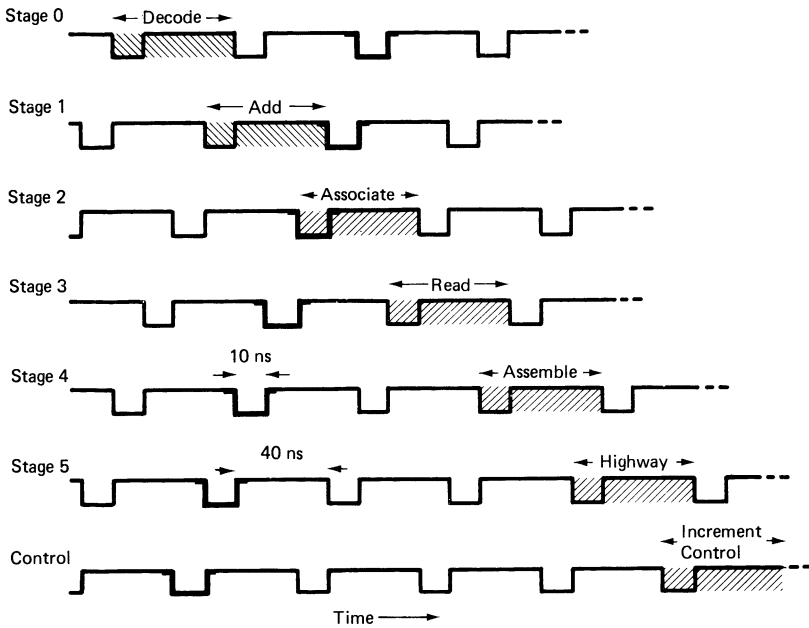 Stage 0
Decode
Stage 1
Add
Stage 2
Associate
Stage 3
Read
Stage 4
10 ns
Assemble
Stage 5
40 ns
Highway
Control
Increment
Control
Time